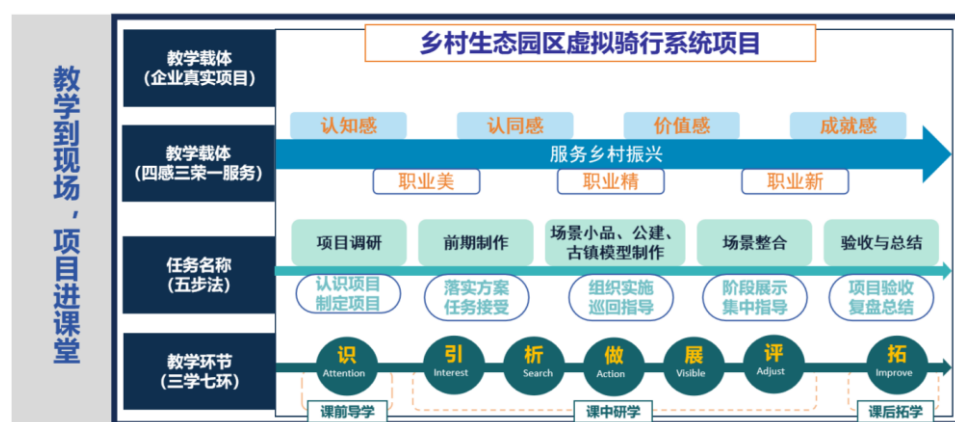 教学到现场，项目进课堂
教学载体
(企业真实项目)
乡村生态园区虚拟骑行系统项目
教学载体
(四感三荣一服务)
认知感
认同感
价值感
成就感
服务乡村振兴
职业美
职业精
职业新
任务名称
(五步法)
项目调研
前期制作
场景小品、公建、
古镇模型制作
场景整合
验收与总结
认识项目
制定项目
落实方案
任务接受
组织实施
巡回指导
阶段展示
集中指导
项目验收
复盘总结
教学环节
(三学七环)
识
Attention
引
Interest
析
Search
做
Action
展
Visible
评
Adjust
拓
Improve
课前导学
课中研学
课后拓学